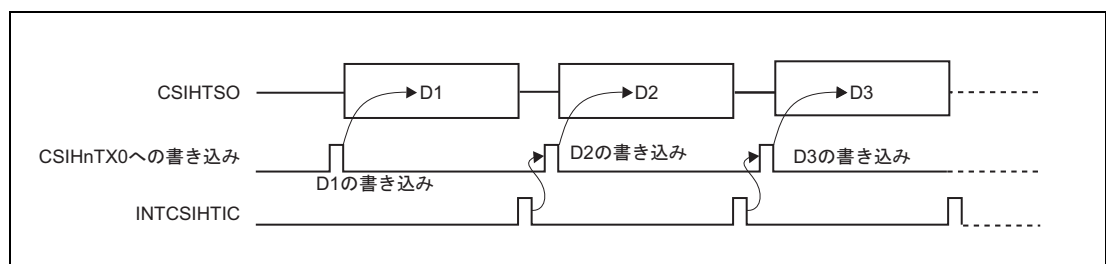 CSIHTSO
D1
D2
D3
CSIHnTX0への書き込み
D1の書き込み
D2の書き込み
D3の書き込み
INTCSIHTIC